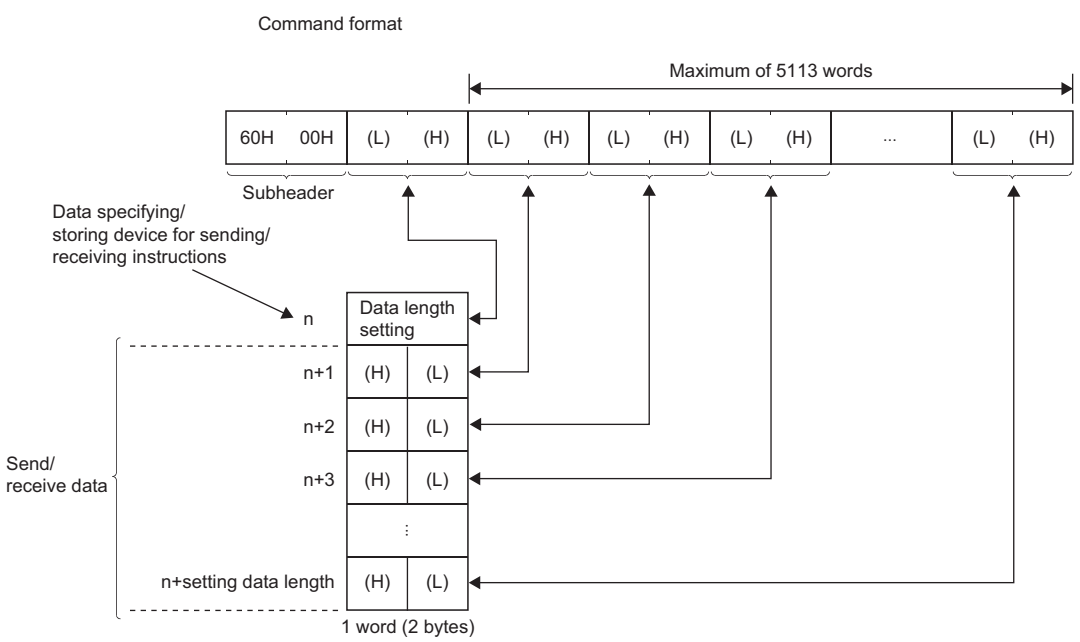 Command format
Maximum of 5113 words
60H 00H (L) (H) (L) (H) (L) (H) (L) (H) ... (L) (H)
Subheader
Data specifying/
storing device for sending/
receiving instructions
n
Data length
setting
n+1 (H) (L)
n+2 (H) (L)
Send/
receive data
n+3 (H) (L)
⋮
n+setting data length (H) (L)
1 word (2 bytes)